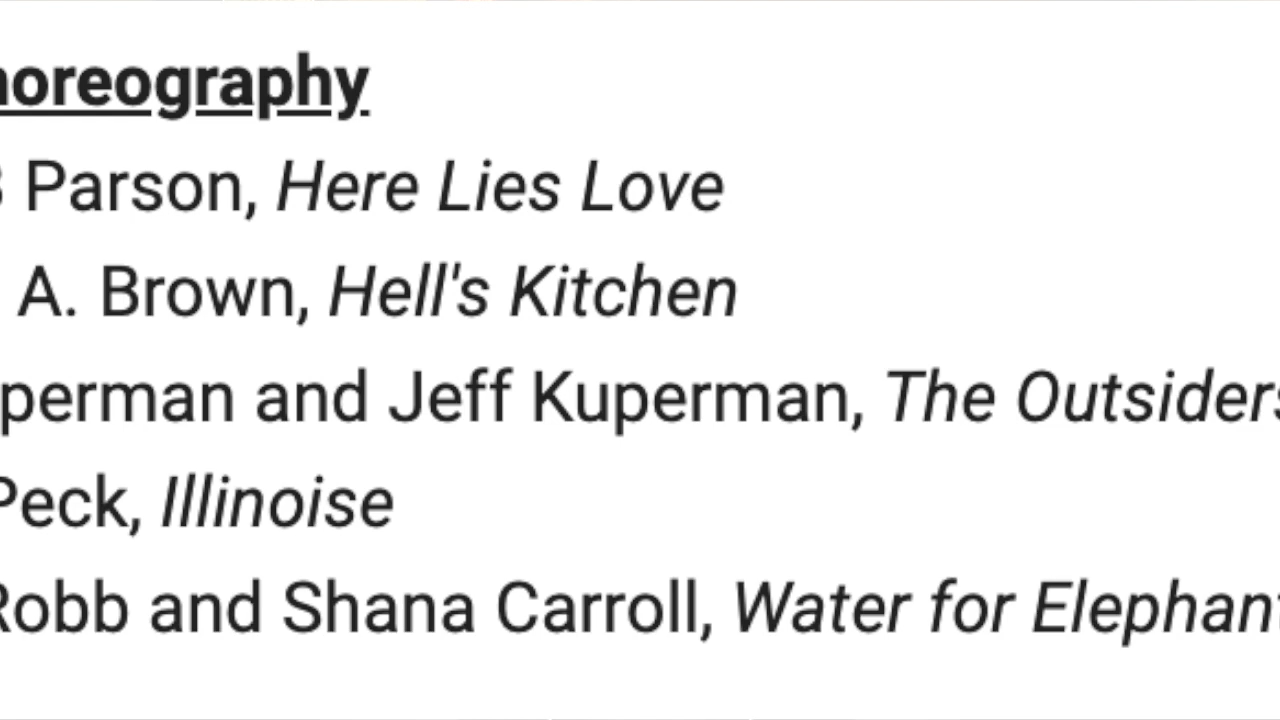 horeography
Parson, Here Lies Love
A. Brown, Hell's Kitchen
perman and Jeff Kuperman, The Outsiders
Peck, Illinoise
Robb and Shana Carroll, Water for Elephant